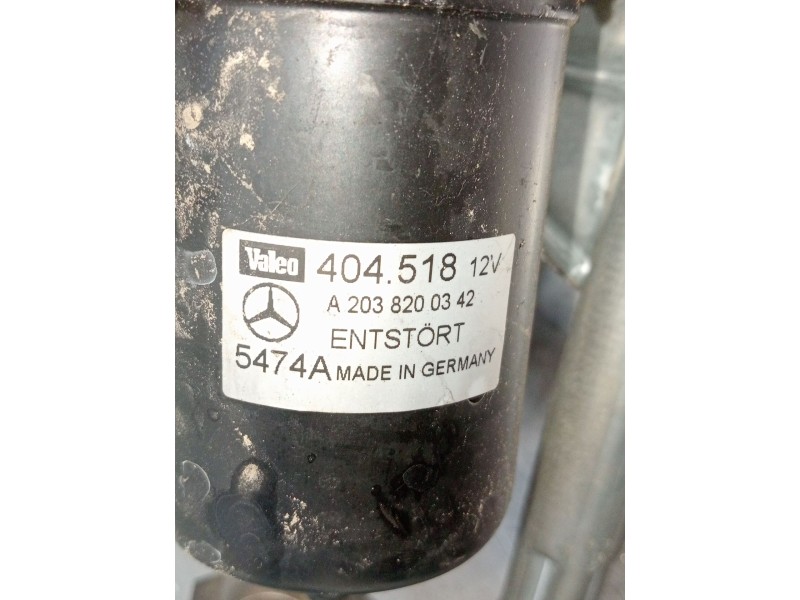 Valeo 404.518 12V
A 203 820 03 42
ENTSTÖRT
5474A MADE IN GERMANY